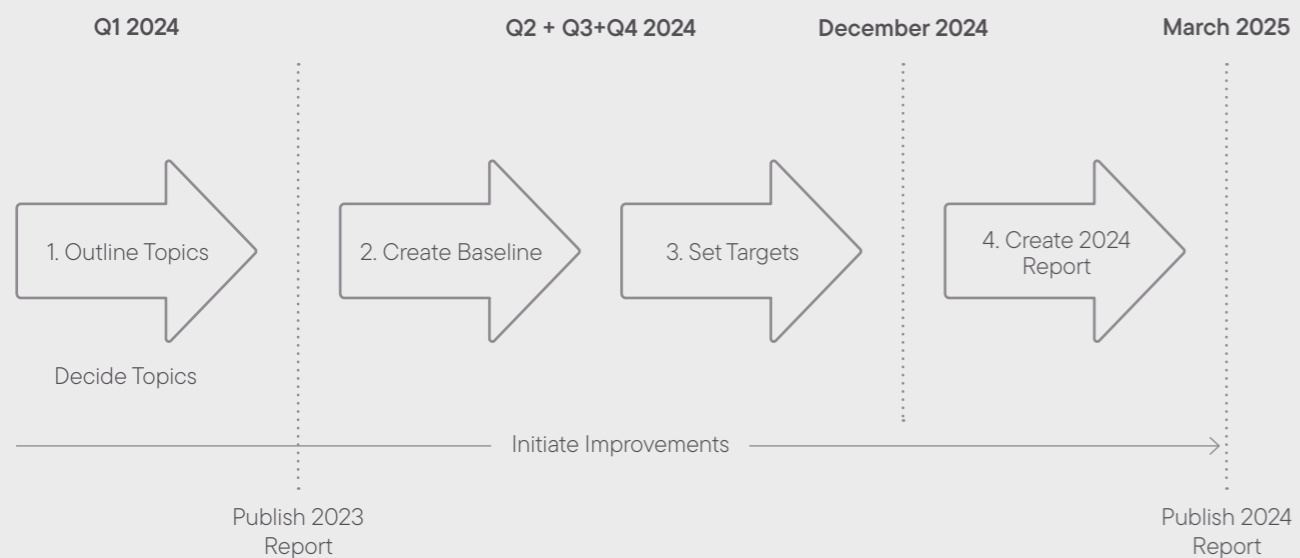 Q1 2024
Q2 + Q3+Q4 2024
December 2024
March 2025
1. Outline Topics
2. Create Baseline
3. Set Targets
4. Create 2024
Report
Decide Topics
Initiate Improvements
Publish 2023
Report
Publish 2024
Report